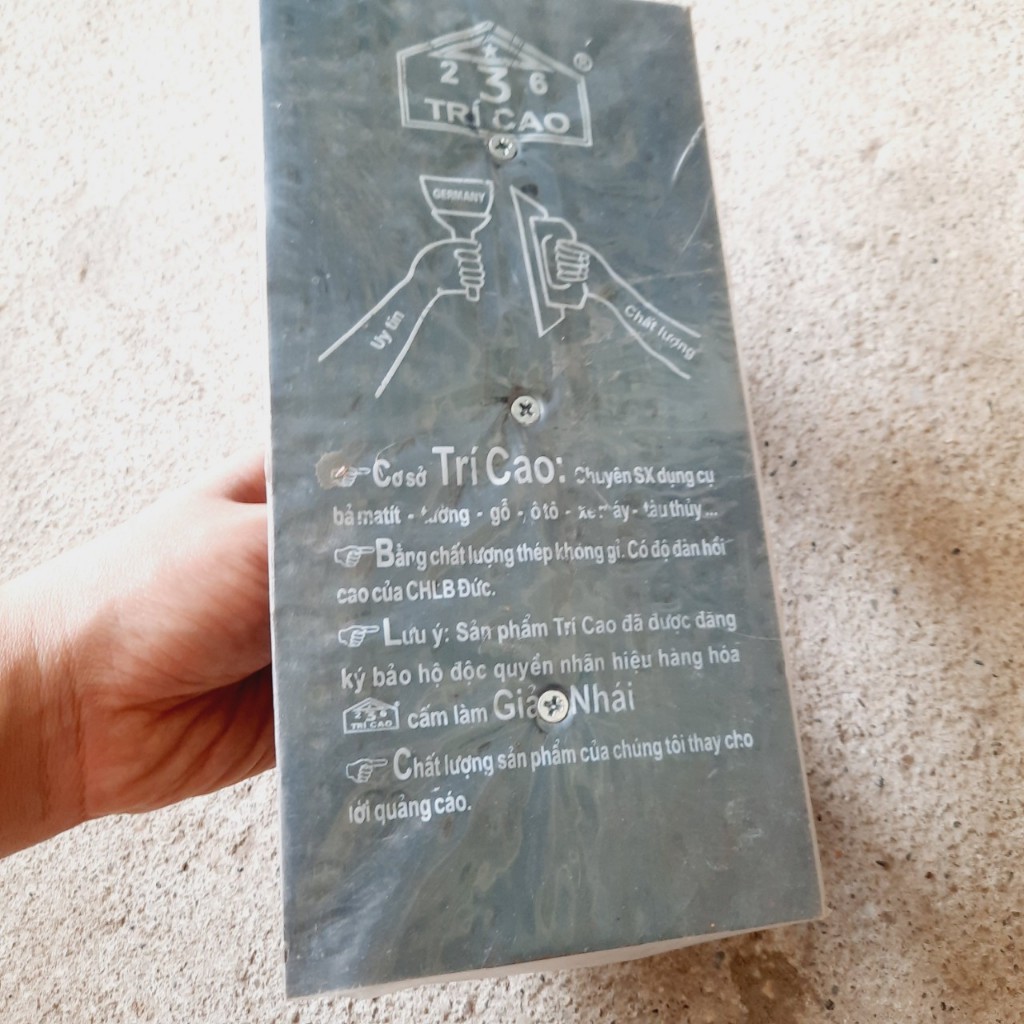 2 3 6 ®
TRÍ CAO
GERMANY
Uy tín
Chất lượng
Cơ sở Trí Cao: Chuyên SX dụng cụ
bả matít - tường - gỗ - ô tô - xe máy - tàu thủy...
Bằng chất lượng thép không gỉ. Có độ đàn hồi
cao của CHLB Đức.
Lưu ý: Sản phẩm Trí Cao đã được đăng
ký bảo hộ độc quyền nhãn hiệu hàng hóa
2 3 6 TRÍ CAO cấm làm Giả Nhái
Chất lượng sản phẩm của chúng tôi thay cho
lời quảng cáo.